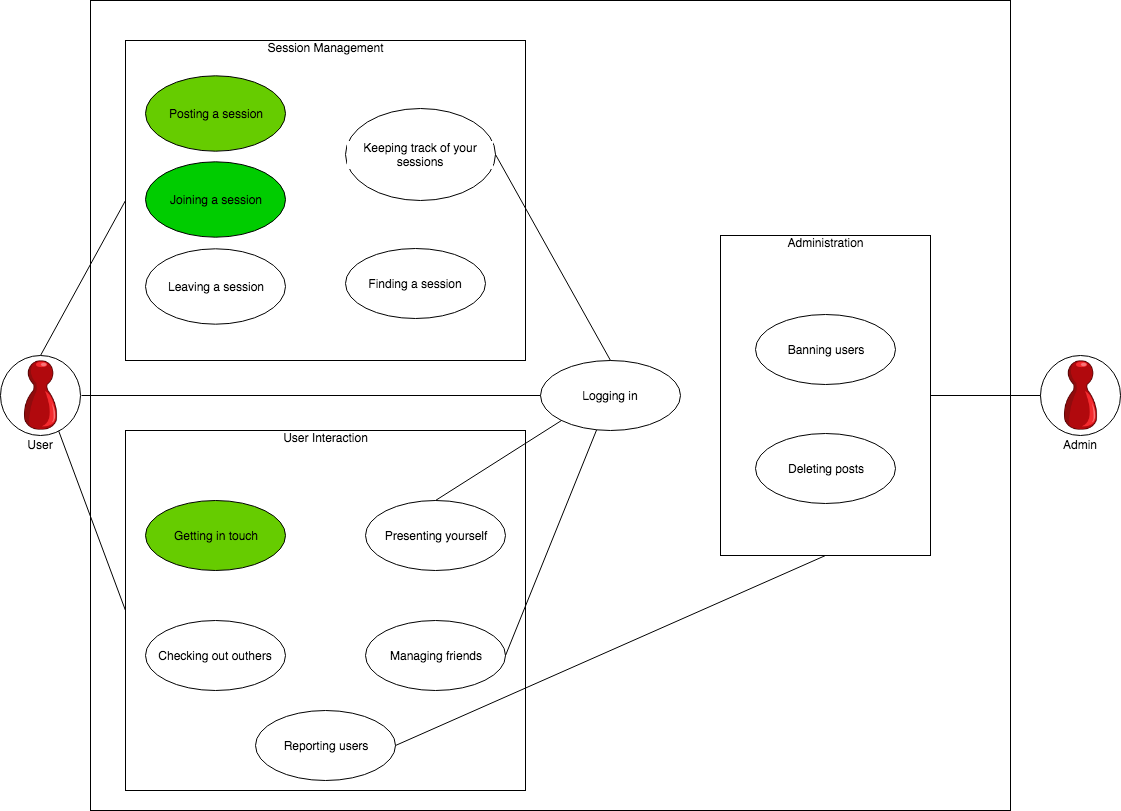 Session Management
Posting a session
Keeping track of your
sessions
Joining a session
Leaving a session
Finding a session
Administration
Banning users
Logging in
User
Admin
User Interaction
Deleting posts
Getting in touch
Presenting yourself
Checking out outhers
Managing friends
Reporting users